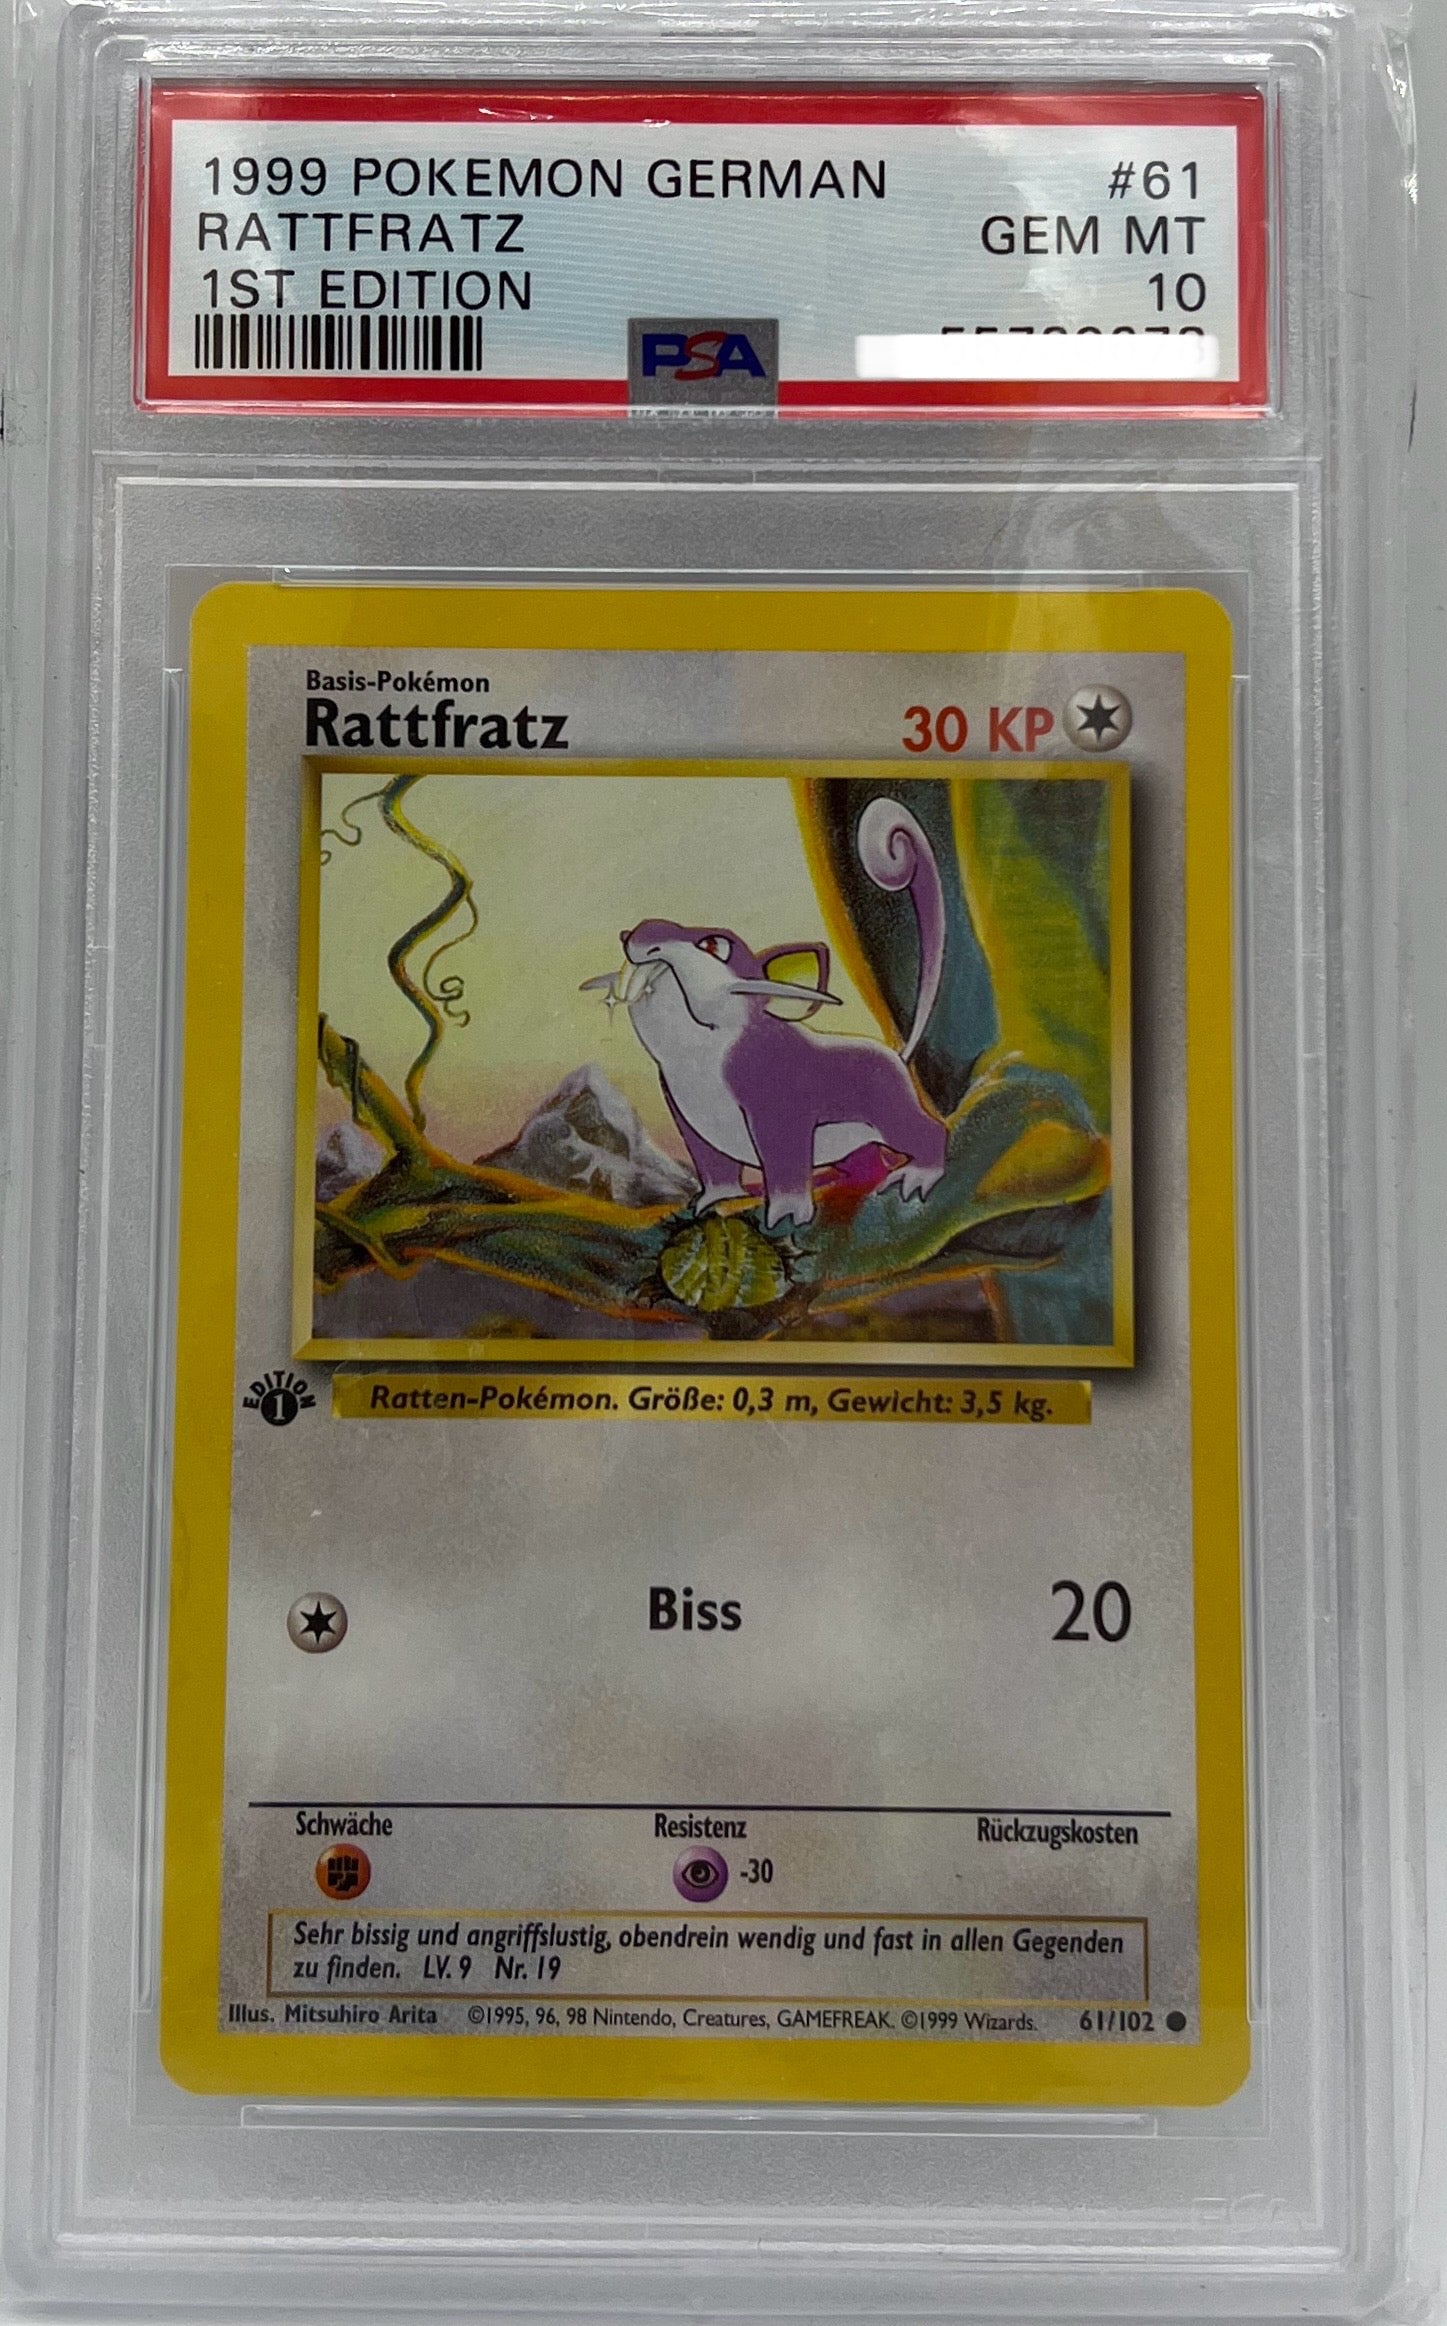 1999 POKEMON GERMAN #61
RATTFRATZ GEM MT
1ST EDITION 10
PSA
Basis-Pokémon
Rattfratz 30 KP
EDITION 1
Ratten-Pokémon. Größe: 0,3 m, Gewicht: 3,5 kg.
Biss 20
Schwäche Resistenz Rückzugskosten
-30
Sehr bissig und angriffslustig, obendrein wendig und fast in allen Gegenden
zu finden. LV. 9 Nr. 19
Illus. Mitsuhiro Arita ©1995, 96, 98 Nintendo, Creatures, GAMEFREAK. ©1999 Wizards. 61/102